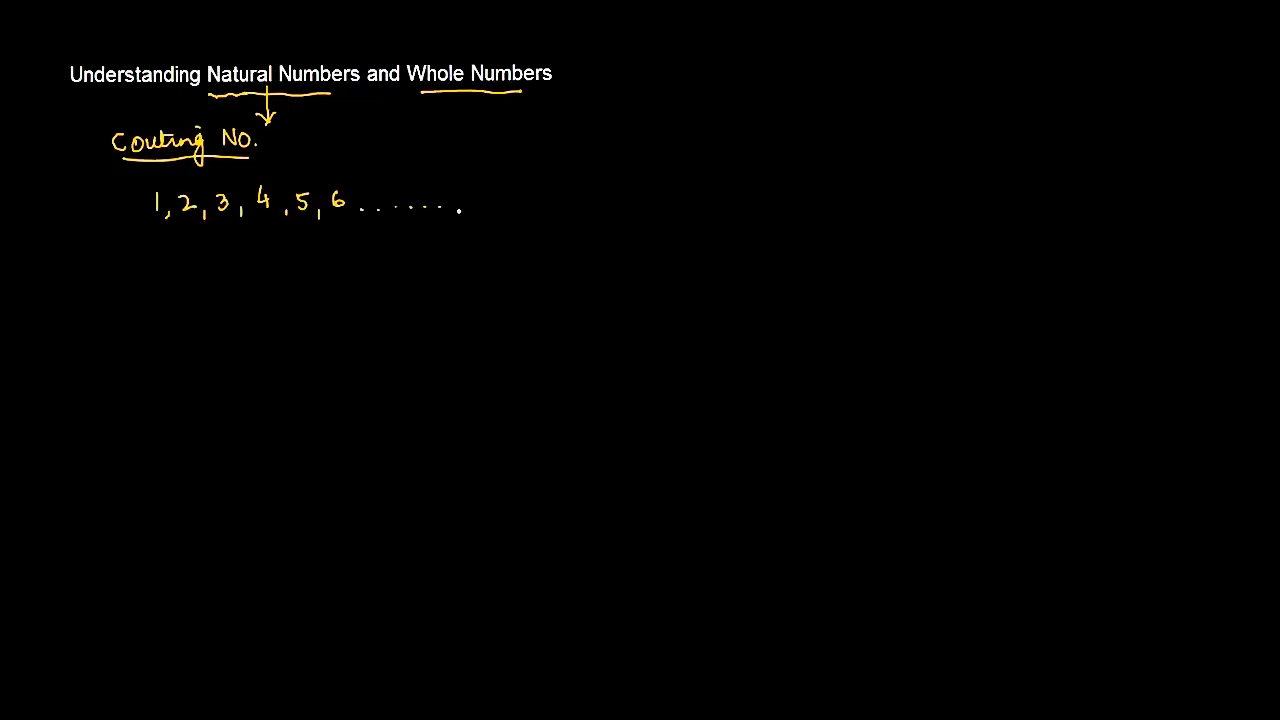 Understanding Natural Numbers and Whole Numbers
Couting NO.
1, 2, 3, 4, 5, 6 . . . . . . .